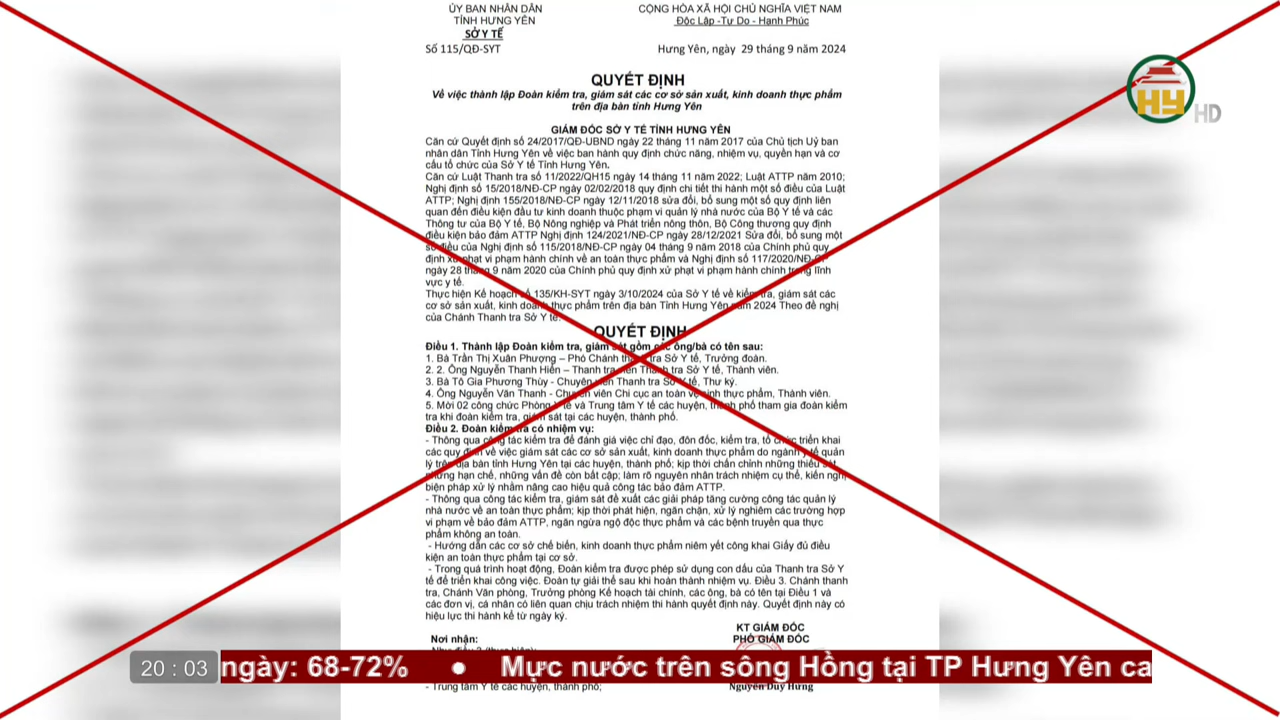 ỦY BAN NHÂN DÂN
TỈNH HƯNG YÊN
SỞ Y TẾ
Số 115/QĐ-SYT
CỘNG HÒA XÃ HỘI CHỦ NGHĨA VIỆT NAM
Độc Lập -Tự Do - Hạnh Phúc
Hưng Yên, ngày 29 tháng 9 năm 2024
HY HD
QUYẾT ĐỊNH
Về việc thành lập Đoàn kiểm tra, giám sát các cơ sở sản xuất, kinh doanh thực phẩm
trên địa bàn tỉnh Hưng Yên
GIÁM ĐỐC SỞ Y TẾ TỈNH HƯNG YÊN
Căn cứ Quyết định số 24/2017/QĐ-UBND ngày 22 tháng 11 năm 2017 của Chủ tịch Uỷ ban
nhân dân Tỉnh Hưng Yên về việc ban hành quy định chức năng, nhiệm vụ, quyền hạn và cơ
cấu tổ chức của Sở Y tế Tỉnh Hưng Yên.
Căn cứ Luật Thanh tra số 11/2022/QH15 ngày 14 tháng 11 năm 2022; Luật ATTP năm 2010;
Nghị định số 15/2018/NĐ-CP ngày 02/02/2018 quy định chi tiết thi hành một số điều của Luật
ATTP; Nghị định 155/2018/NĐ-CP ngày 12/11/2018 sửa đổi, bổ sung một số quy định liên
quan đến điều kiện đầu tư kinh doanh thuộc phạm vi quản lý nhà nước của Bộ Y tế và các
Thông tư của Bộ Y tế, Bộ Nông nghiệp và Phát triển nông thôn, Bộ Công thương quy định
điều kiện bảo đảm ATTP Nghị định 124/2021/NĐ-CP ngày 28/12/2021 Sửa đổi, bổ sung một
số điều của Nghị định số 115/2018/NĐ-CP ngày 04 tháng 9 năm 2018 của Chính phủ quy
định xử phạt vi phạm hành chính về an toàn thực phẩm và Nghị định số 117/2020/NĐ-CP
ngày 28 tháng 9 năm 2020 của Chính phủ quy định xử phạt vi phạm hành chính trong lĩnh
vực y tế.
Thực hiện Kế hoạch số 135/KH-SYT ngày 3/10/2024 của Sở Y tế về kiểm tra, giám sát các
cơ sở sản xuất, kinh doanh thực phẩm trên địa bàn Tỉnh Hưng Yên năm 2024 Theo đề nghị
của Chánh Thanh tra Sở Y tế.
QUYẾT ĐỊNH
Điều 1. Thành lập Đoàn kiểm tra, giám sát gồm các ông/bà có tên sau:
1. Bà Trần Thị Xuân Phượng – Phó Chánh thanh tra Sở Y tế, Trưởng đoàn.
2. 2. Ông Nguyễn Thanh Hiền – Thanh tra viên Thanh tra Sở Y tế, Thành viên.
3. Bà Tô Gia Phương Thùy - Chuyên viên Thanh tra Sở Y tế, Thư ký.
4. Ông Nguyễn Văn Thanh - Chuyên viên Chi cục an toàn vệ sinh thực phẩm, Thành viên.
5. Mời 02 công chức Phòng Y tế và Trung tâm Y tế các huyện, thành phố tham gia đoàn kiểm
tra khi đoàn kiểm tra, giám sát tại các huyện, thành phố.
Điều 2. Đoàn kiểm tra có nhiệm vụ:
- Thông qua công tác kiểm tra để đánh giá việc chỉ đạo, đôn đốc, kiểm tra, tổ chức triển khai
các quy định về việc giám sát các cơ sở sản xuất, kinh doanh thực phẩm do ngành y tế quản
lý trên địa bàn tỉnh Hưng Yên tại các huyện, thành phố; kịp thời chấn chỉnh những thiếu sót
những hạn chế, những vấn đề còn bất cập; làm rõ nguyên nhân trách nhiệm cụ thể, kiến nghị
biện pháp xử lý nhằm nâng cao hiệu quả công tác bảo đảm ATTP.
- Thông qua công tác kiểm tra, giám sát đề xuất các giải pháp tăng cường công tác quản lý
nhà nước về an toàn thực phẩm; kịp thời phát hiện, ngăn chặn, xử lý nghiêm các trường hợp
vi phạm về bảo đảm ATTP, ngăn ngừa ngộ độc thực phẩm và các bệnh truyền qua thực
phẩm không an toàn.
- Hướng dẫn các cơ sở chế biến, kinh doanh thực phẩm niêm yết công khai Giấy đủ điều
kiện an toàn thực phẩm tại cơ sở.
- Trong quá trình hoạt động, Đoàn kiểm tra được phép sử dụng con dấu của Thanh tra Sở Y
tế để triển khai công việc. Đoàn tự giải thể sau khi hoàn thành nhiệm vụ. Điều 3. Chánh thanh
tra, Chánh Văn phòng, Trưởng phòng Kế hoạch tài chính, các ông, bà có tên tại Điều 1 và
các đơn vị, cá nhân có liên quan chịu trách nhiệm thi hành quyết định này. Quyết định này có
hiệu lực thi hành kể từ ngày ký.
KT GIÁM ĐỐC
PHÓ GIÁM ĐỐC
Nơi nhận:
20 : 03 ngày: 68-72% ● Mực nước trên sông Hồng tại TP Hưng Yên ca
- Trung tâm Y tế các huyện, thành phố;
Nguyễn Duy Hưng